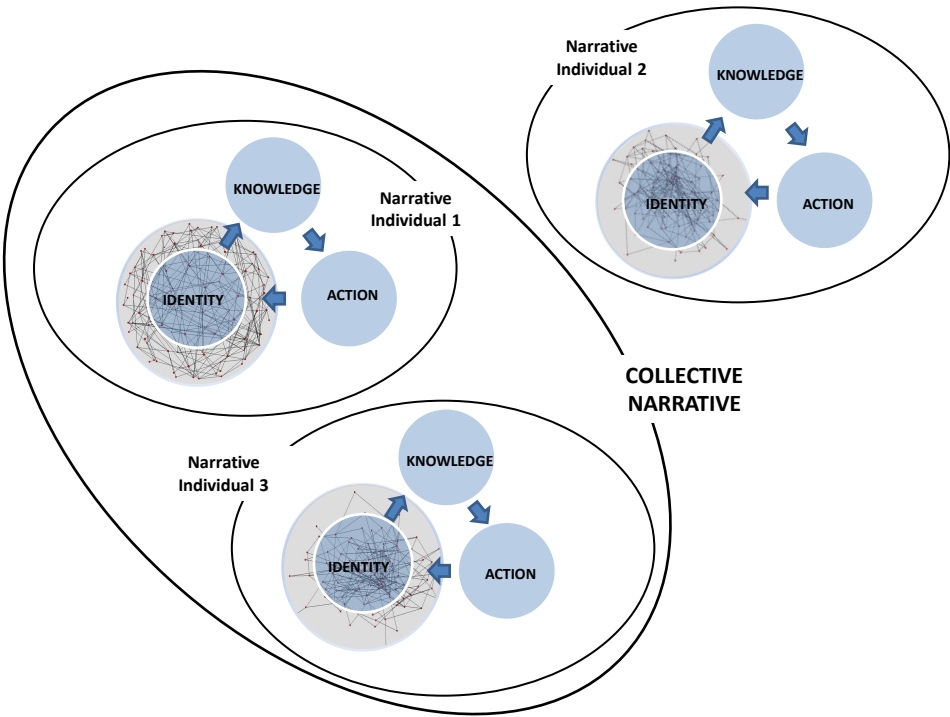 Narrative
Individual 2
KNOWLEDGE
IDENTITY
ACTION
KNOWLEDGE
Narrative
Individual 1
IDENTITY
ACTION
COLLECTIVE
NARRATIVE
Narrative
Individual 3
KNOWLEDGE
IDENTITY
ACTION